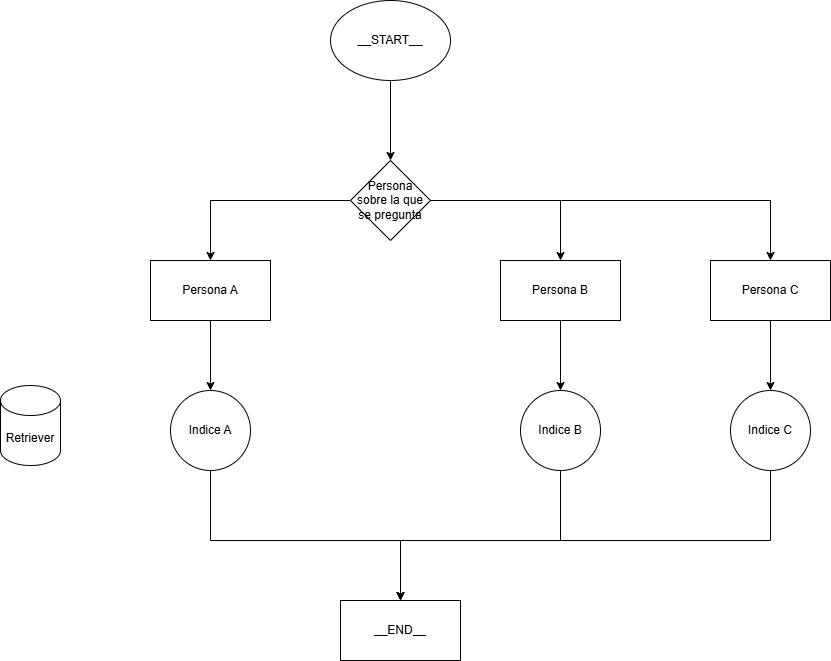 __START__
Persona
sobre la que
se pregunta
Persona A
Persona B
Persona C
Indice A
Indice B
Indice C
Retriever
__END__